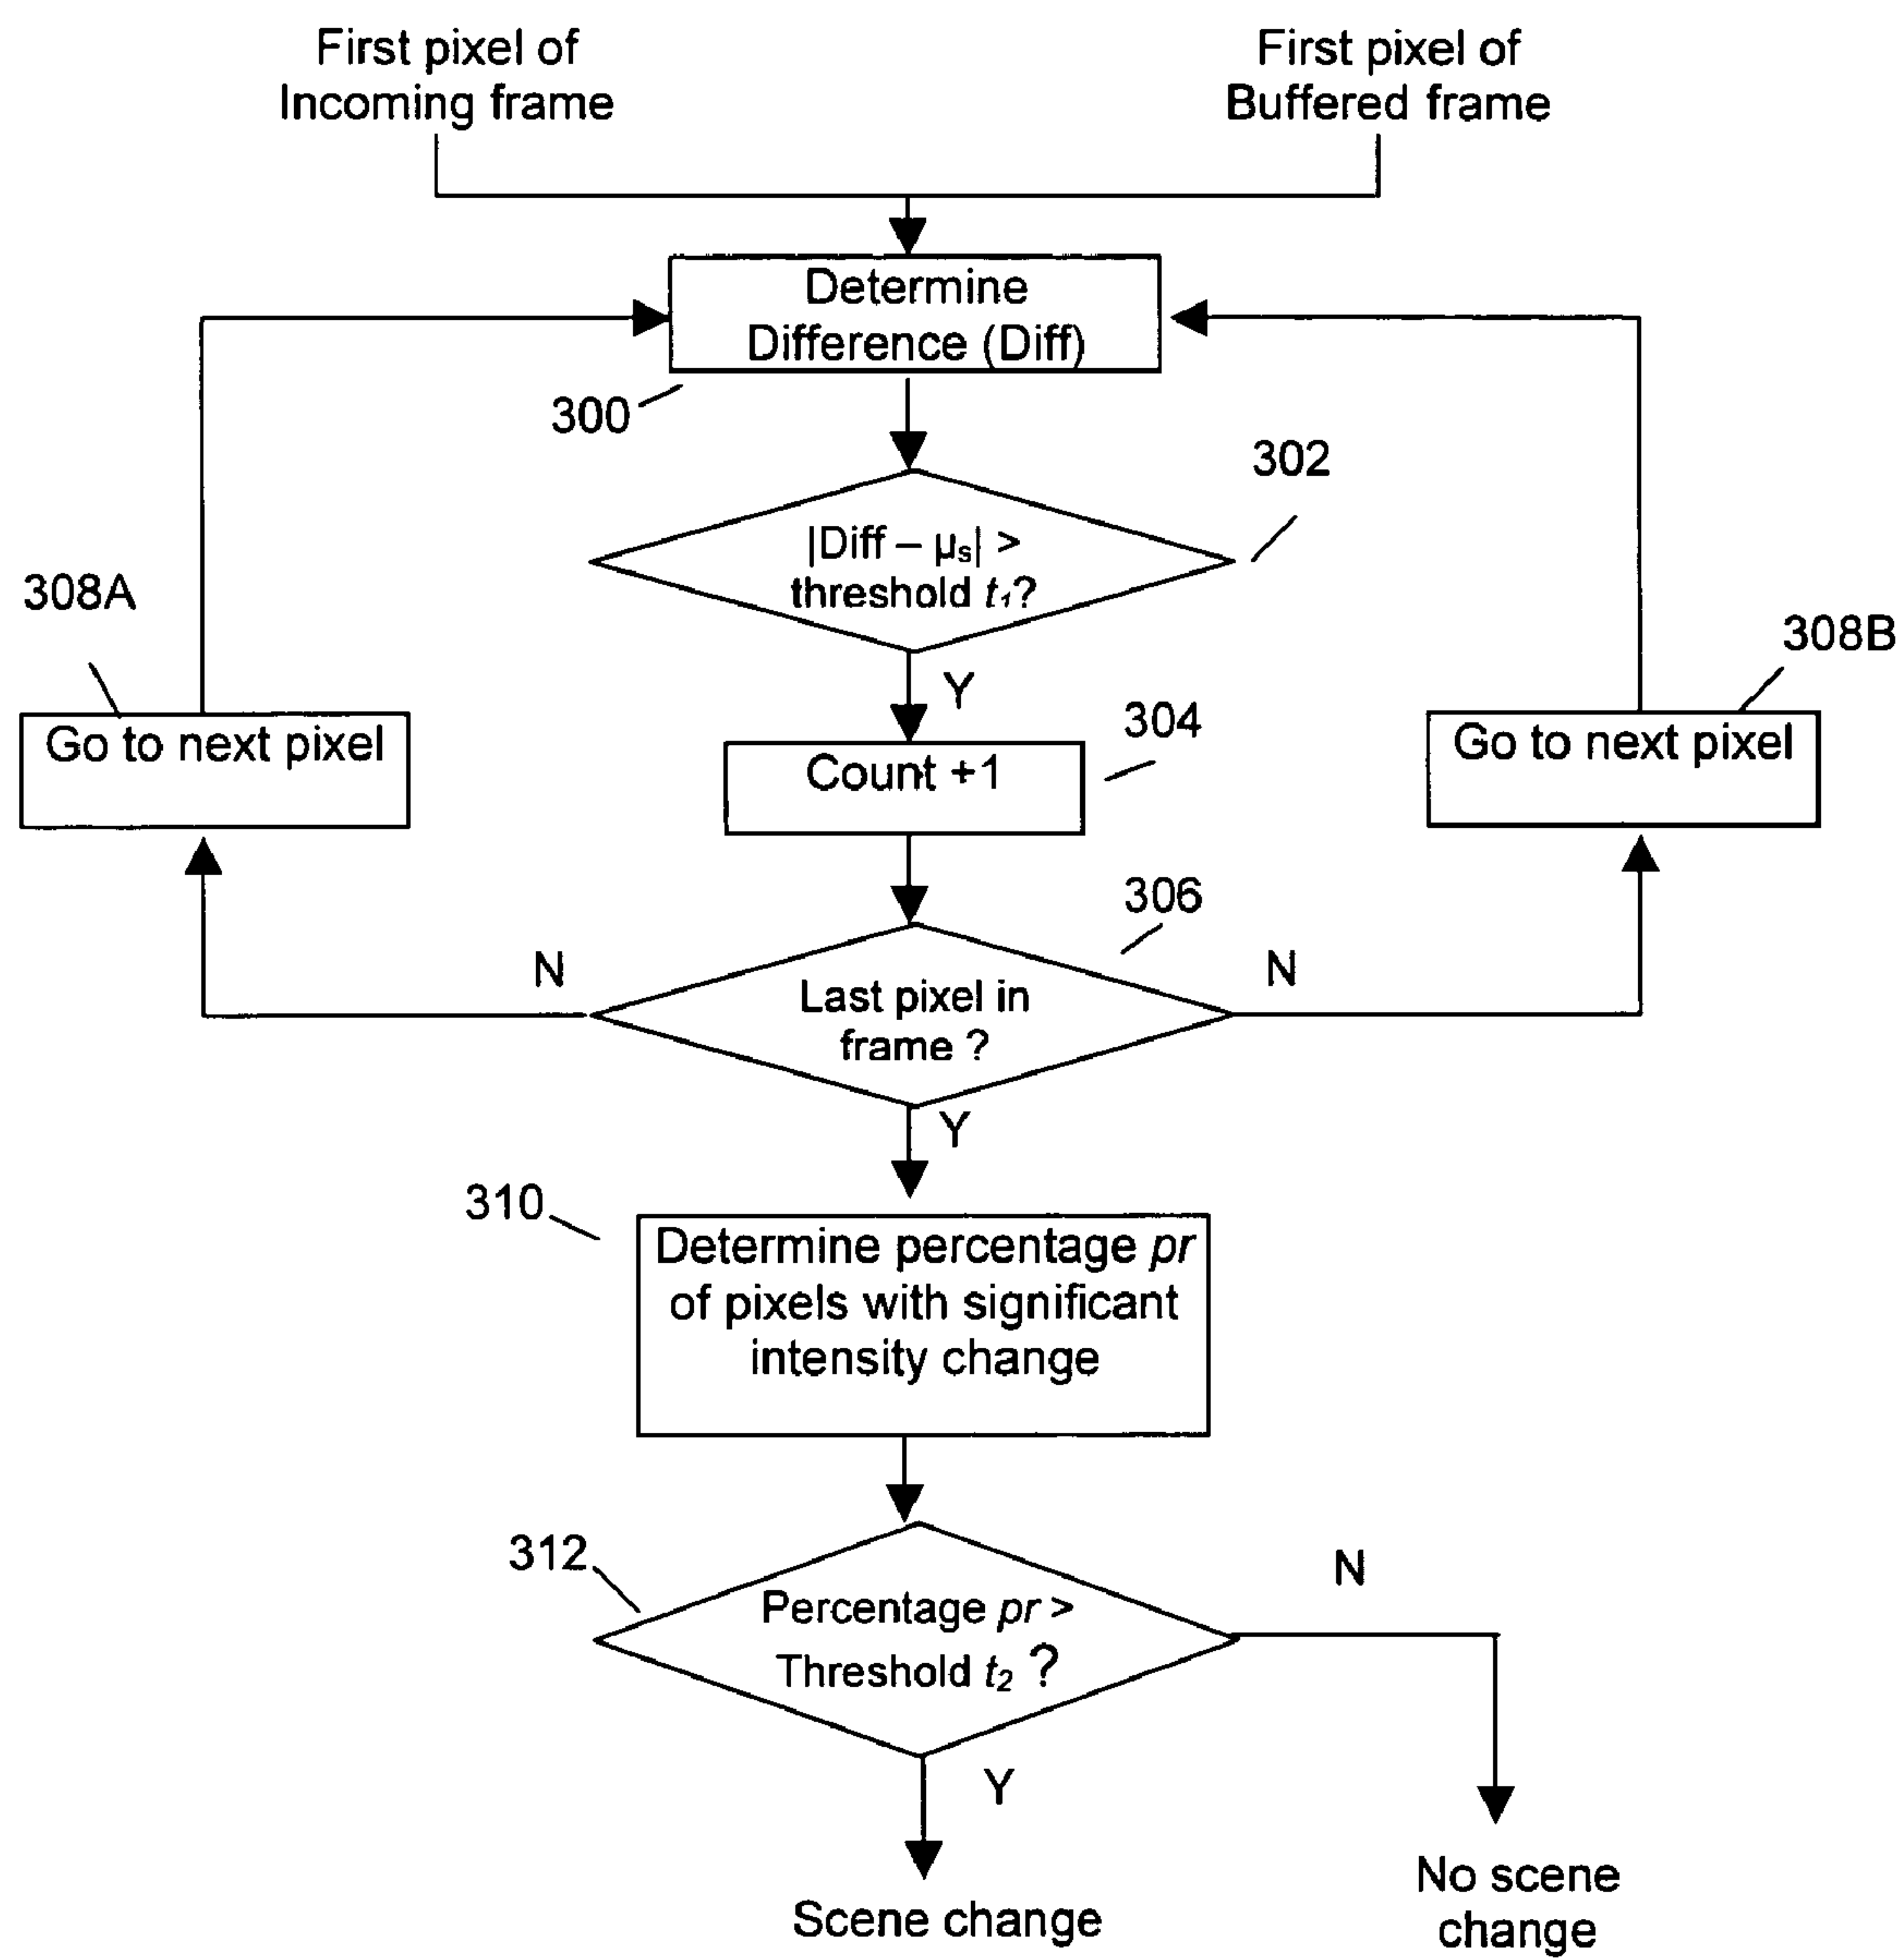 First pixel of
Incoming frame
First pixel of
Buffered frame
Determine
Difference (Diff)
300
302
|Diff – µs| >
threshold t1?
308A
308B
Y
Go to next pixel
304
Count +1
Go to next pixel
306
N
N
Last pixel in
frame ?
Y
310
Determine percentage pr
of pixels with significant
intensity change
312
N
Percentage pr >
Threshold t2 ?
Y
No scene
change
Scene change